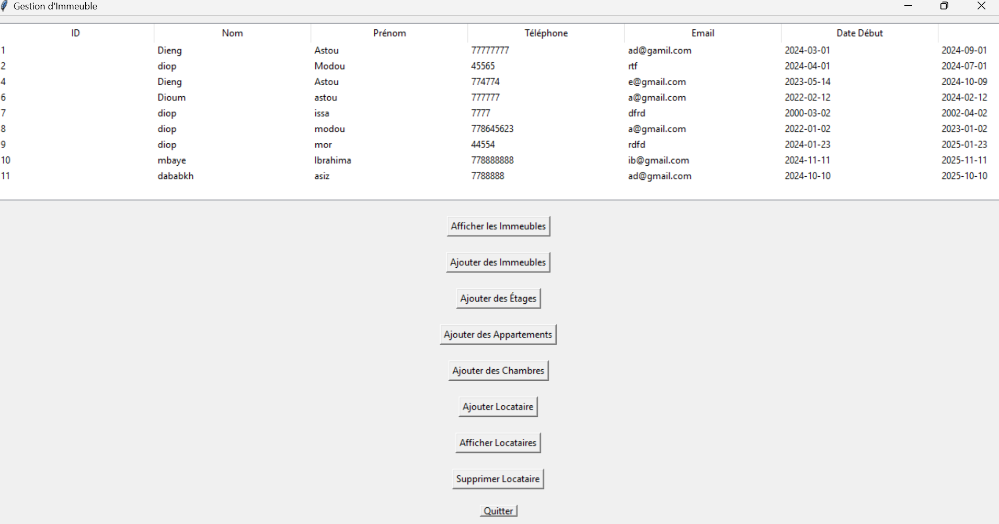 Gestion d'Immeuble
ID Nom Prénom Téléphone Email Date Début
1 Dieng Astou 77777777 ad@gamil.com 2024-03-01 2024-09-01
2 diop Modou 45565 rtf 2024-04-01 2024-07-01
4 Dieng Astou 774774 e@gmail.com 2023-05-14 2024-10-09
6 Dioum astou 777777 a@gmail.com 2022-02-12 2024-02-12
7 diop issa 7777 dfrd 2000-03-02 2002-04-02
8 diop modou 778645623 a@gmail.com 2022-01-02 2023-01-02
9 diop mor 44554 rdfd 2024-01-23 2025-01-23
10 mbaye Ibrahima 778888888 ib@gmail.com 2024-11-11 2025-11-11
11 dababkh asiz 7788888 ad@gmail.com 2024-10-10 2025-10-10
Afficher les Immeubles
Ajouter des Immeubles
Ajouter des Étages
Ajouter des Appartements
Ajouter des Chambres
Ajouter Locataire
Afficher Locataires
Supprimer Locataire
Quitter